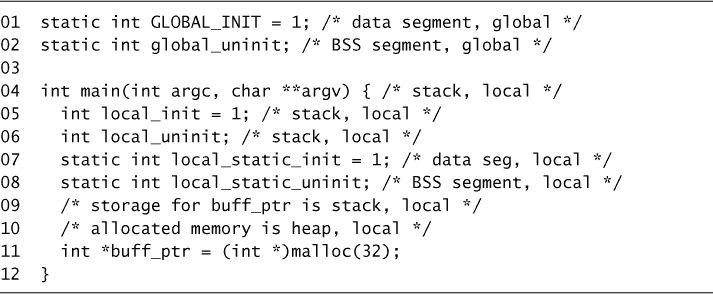 01 static int GLOBAL_INIT = 1; /* data segment, global */
02 static int global_uninit; /* BSS segment, global */
03
04 int main(int argc, char **argv) { /* stack, local */
05   int local_init = 1; /* stack, local */
06   int local_uninit; /* stack, local */
07   static int local_static_init = 1; /* data seg, local */
08   static int local_static_uninit; /* BSS segment, local */
09   /* storage for buff_ptr is stack, local */
10   /* allocated memory is heap, local */
11   int *buff_ptr = (int *)malloc(32);
12 }